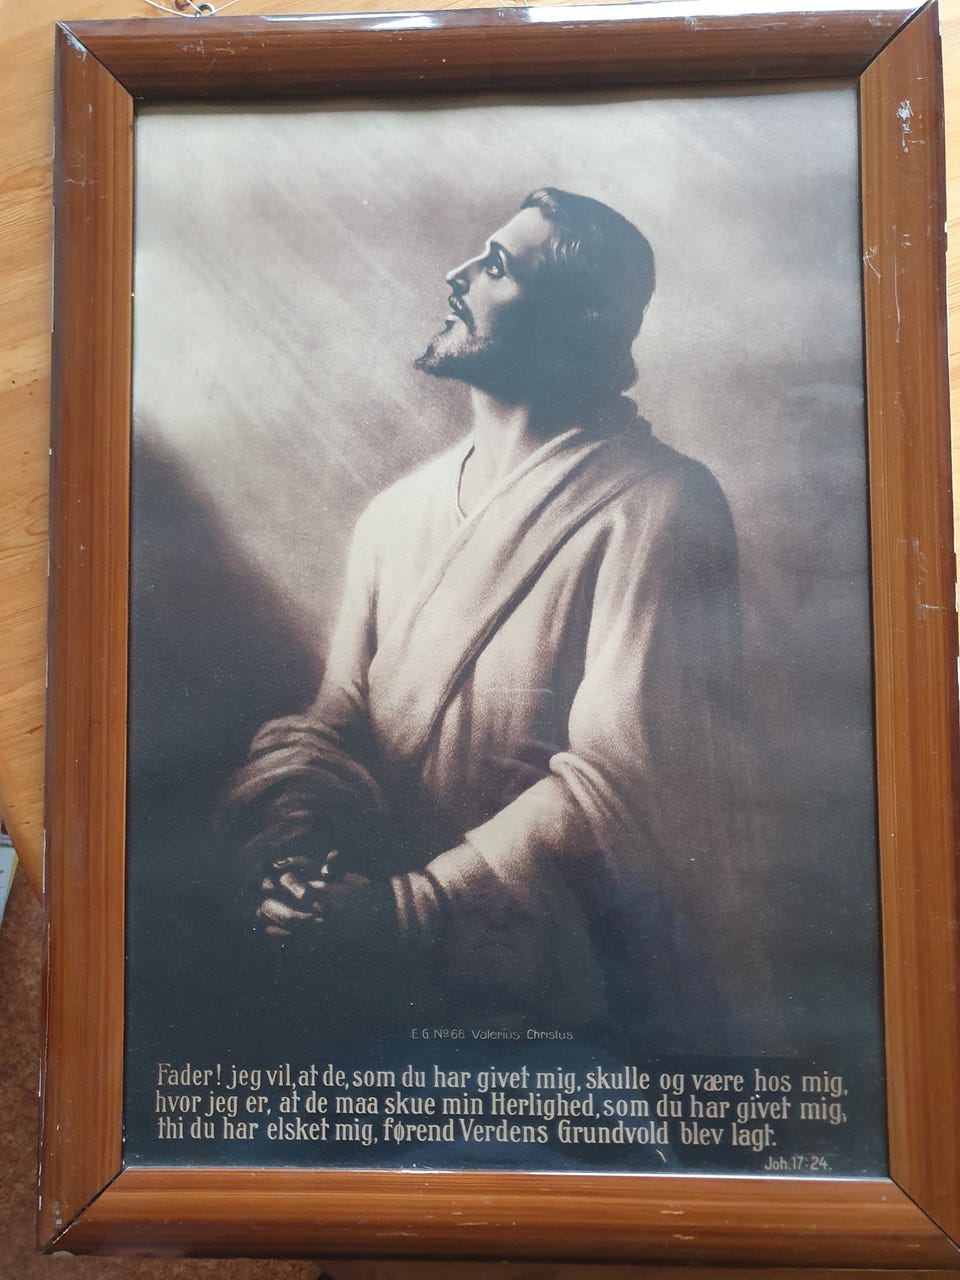 E.G. Nº66. Valerius: Christus.
Fader! jeg vil, at de, som du har givet mig, skulle og være hos mig,
hvor jeg er, at de maa skue min Herlighed, som du har givet mig,
thi du har elsket mig, førend Verdens Grundvold blev lagt.
Joh. 17:24.